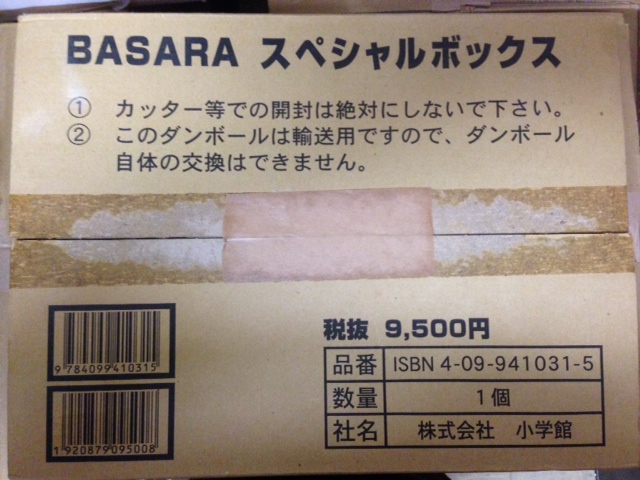 BASARA スペシャルボックス
① カッター等での開封は絶対にしないで下さい。
② このダンボールは輸送用ですので、ダンボール
自体の交換はできません。
税抜 9,500円
品番 ISBN 4-09-941031-5
数量 1個
社名 株式会社 小学館
9784099410315
1920879095008